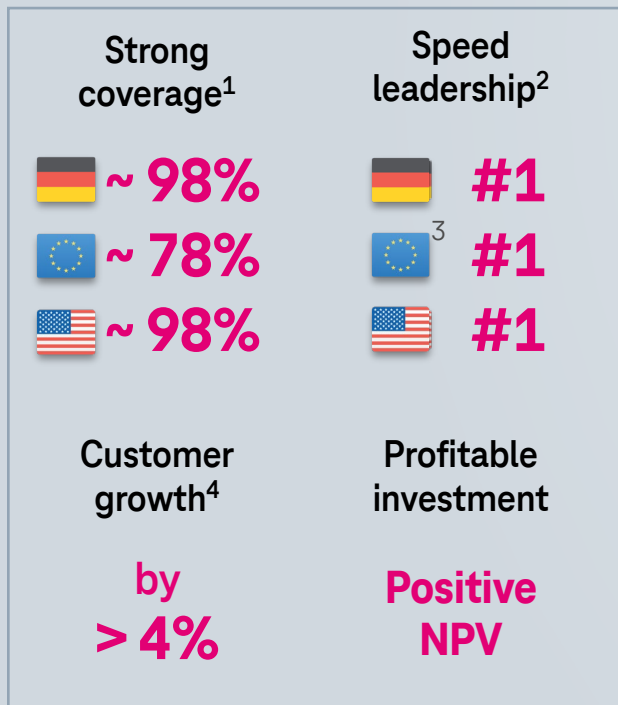 Strong
coverage¹
~ 98%
~ 78%
~ 98%
Speed
leadership²
#1
3 #1
#1
Customer
growth⁴
by
> 4%
Profitable
investment
Positive
NPV